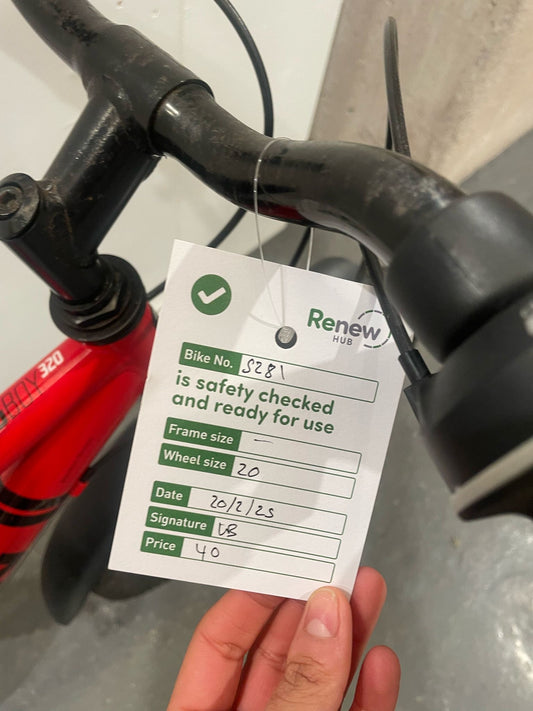 Renew
HUB
Bike No. S281
is safety checked
and ready for use
Frame size —
Wheel size 20
Date 20/2/25
Signature
Price 40
320